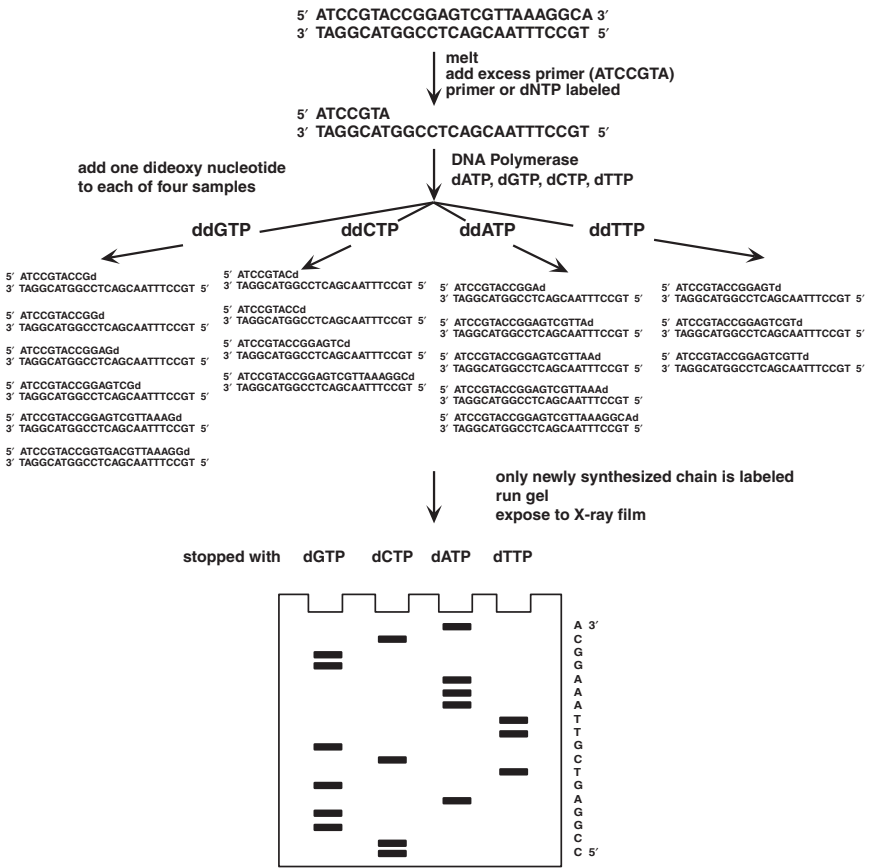 5′ ATCCGTACCGGAGTCGTTAAAGGCA 3′
3′ TAGGCATGGCCTCAGCAATTTCCGT 5′
melt
add excess primer (ATCCGTA)
primer or dNTP labeled
5′ ATCCGTA
3′ TAGGCATGGCCTCAGCAATTTCCGT 5′
add one dideoxy nucleotide
to each of four samples
DNA Polymerase
dATP, dGTP, dCTP, dTTP
ddGTP
ddCTP
ddATP
ddTTP
5′ ATCCGTACCGd
3′ TAGGCATGGCCTCAGCAATTTCCGT 5′
5′ ATCCGTACCGGd
3′ TAGGCATGGCCTCAGCAATTTCCGT 5′
5′ ATCCGTACCGGAGd
3′ TAGGCATGGCCTCAGCAATTTCCGT 5′
5′ ATCCGTACCGGAGTCGd
3′ TAGGCATGGCCTCAGCAATTTCCGT 5′
5′ ATCCGTACCGGAGTCGTTAAAGd
3′ TAGGCATGGCCTCAGCAATTTCCGT 5′
5′ ATCCGTACCGGTGACGTTAAAGGd
3′ TAGGCATGGCCTCAGCAATTTCCGT 5′
5′ ATCCGTACd
3′ TAGGCATGGCCTCAGCAATTTCCGT 5′
5′ ATCCGTACCd
3′ TAGGCATGGCCTCAGCAATTTCCGT 5′
5′ ATCCGTACCGGAGTCd
3′ TAGGCATGGCCTCAGCAATTTCCGT 5′
5′ ATCCGTACCGGAGTCGTTAAAGGCd
3′ TAGGCATGGCCTCAGCAATTTCCGT 5′
5′ ATCCGTACCGGAd
3′ TAGGCATGGCCTCAGCAATTTCCGT 5′
5′ ATCCGTACCGGAGTCGTTAd
3′ TAGGCATGGCCTCAGCAATTTCCGT 5′
5′ ATCCGTACCGGAGTCGTTAAd
3′ TAGGCATGGCCTCAGCAATTTCCGT 5′
5′ ATCCGTACCGGAGTCGTTAAAd
3′ TAGGCATGGCCTCAGCAATTTCCGT 5′
5′ ATCCGTACCGGAGTCGTTAAAGGCAd
3′ TAGGCATGGCCTCAGCAATTTCCGT 5′
5′ ATCCGTACCGGAGTd
3′ TAGGCATGGCCTCAGCAATTTCCGT 5′
5′ ATCCGTACCGGAGTCGTd
3′ TAGGCATGGCCTCAGCAATTTCCGT 5′
5′ ATCCGTACCGGAGTCGTTd
3′ TAGGCATGGCCTCAGCAATTTCCGT 5′
only newly synthesized chain is labeled
run gel
expose to X-ray film
stopped with dGTP dCTP dATP dTTP
A 3′
C
G
G
A
A
A
T
T
G
C
T
G
A
G
G
C
C 5′